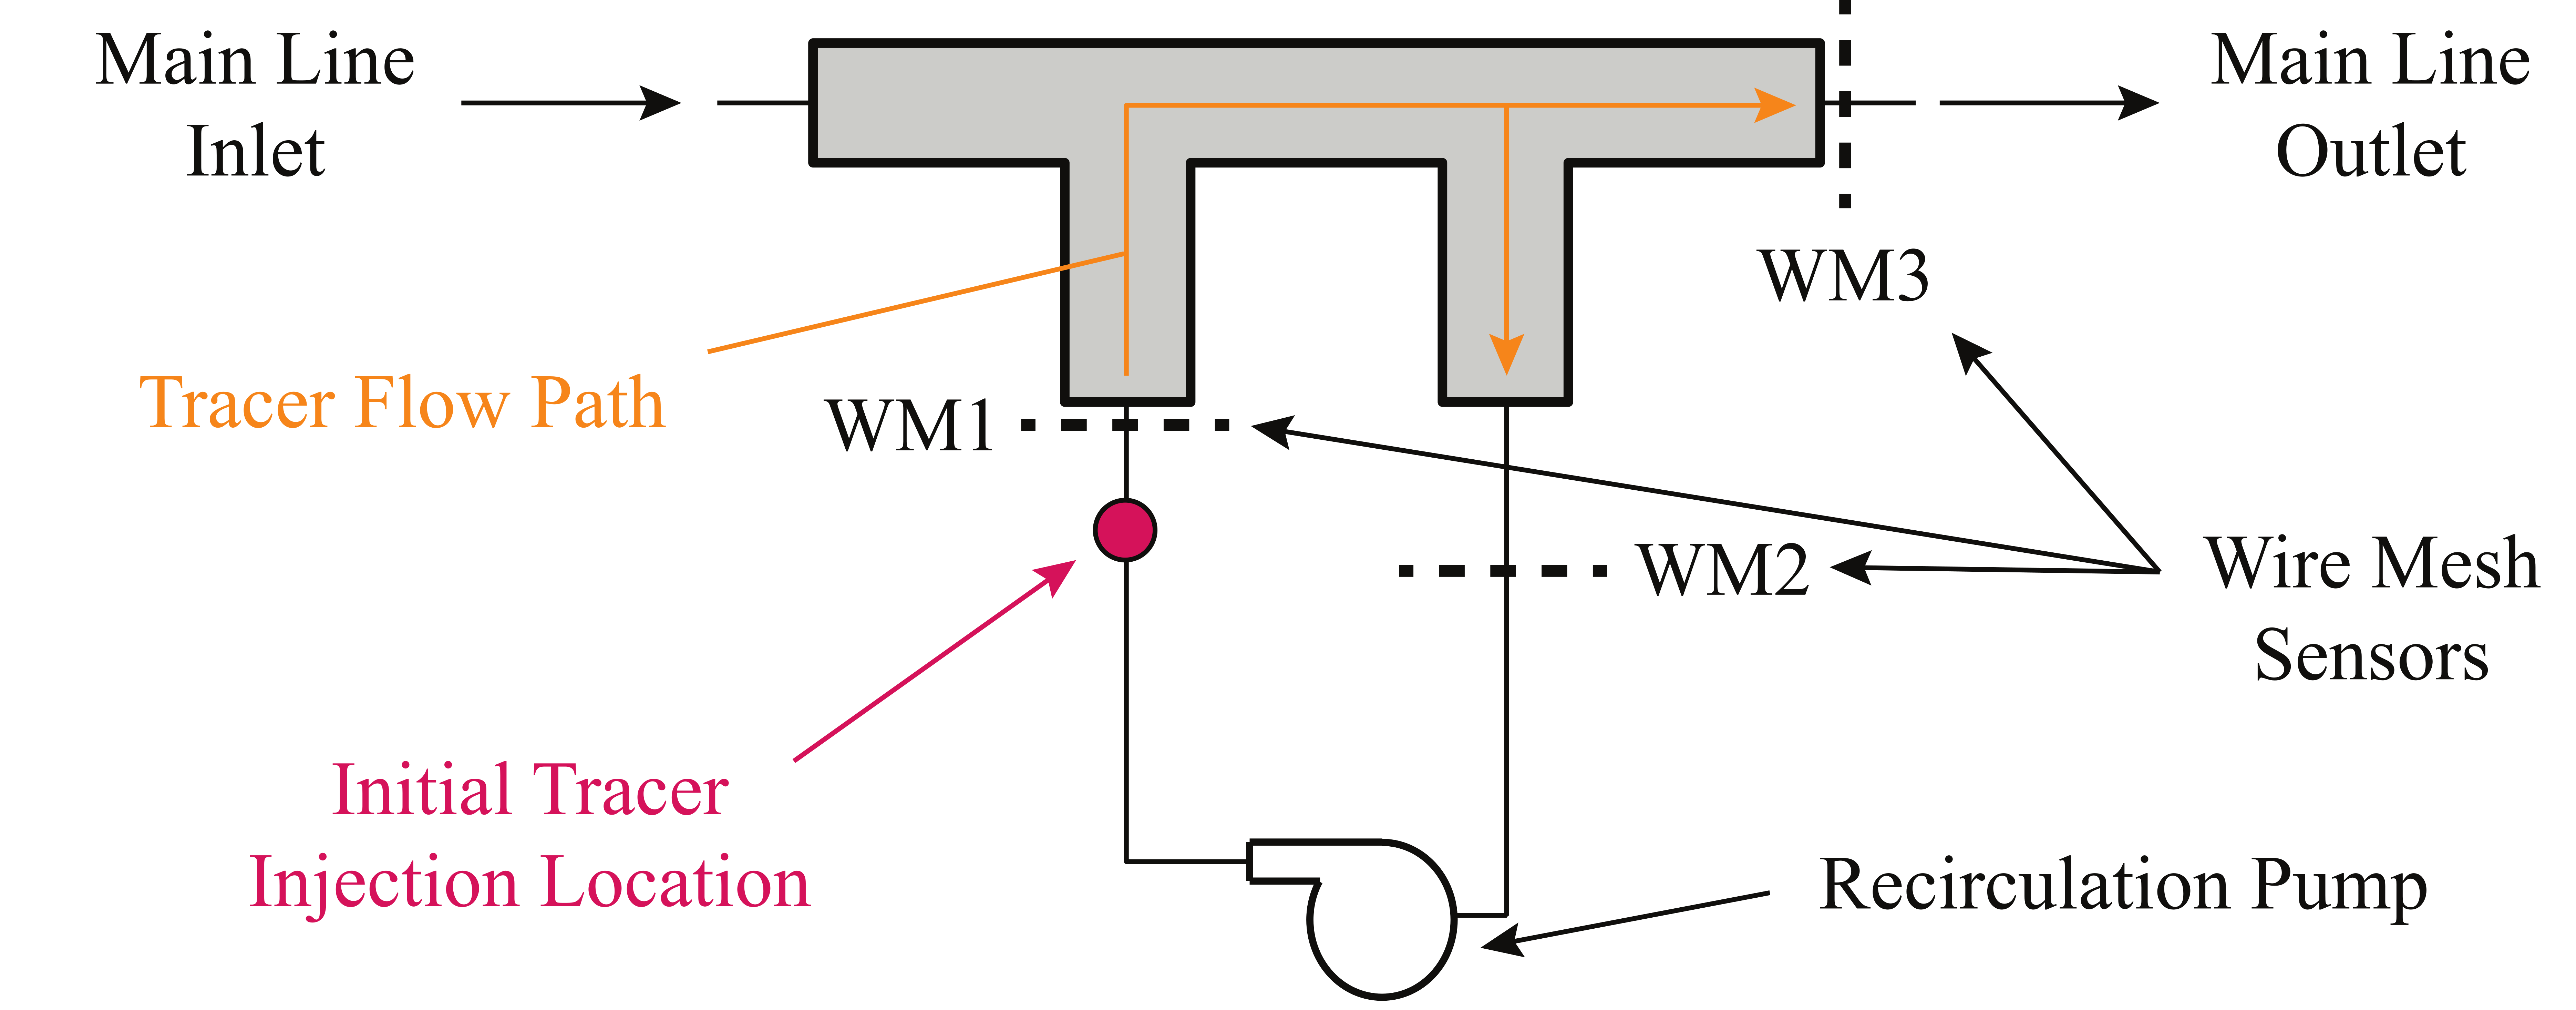 Main Line
Inlet
Main Line
Outlet
WM3
Tracer Flow Path
WM1
WM2
Wire Mesh
Sensors
Initial Tracer
Injection Location
Recirculation Pump